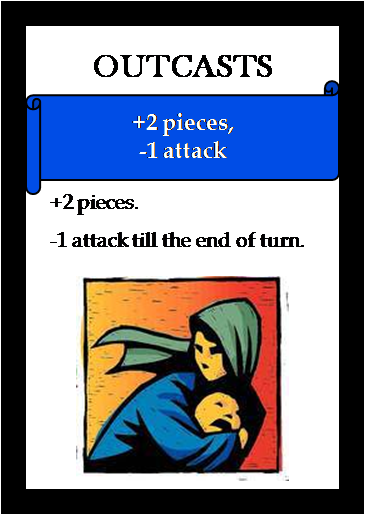 OUTCASTS
+2 pieces,
-1 attack
+2 pieces.
-1 attack till the end of turn.